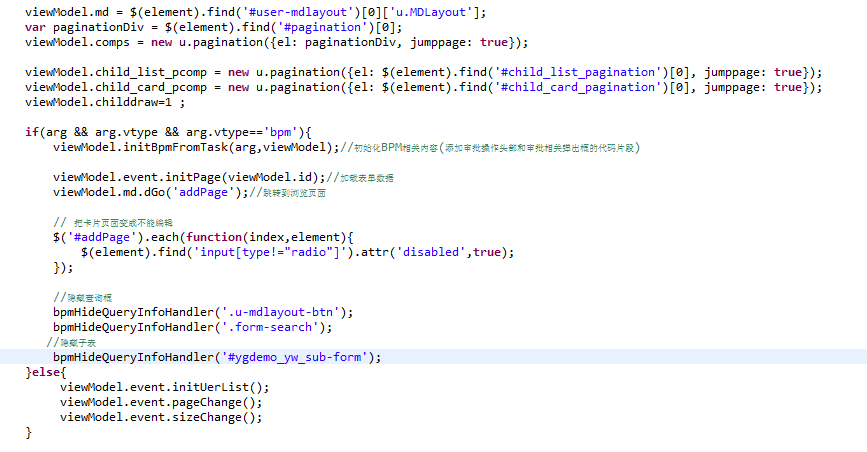 viewModel.md = $(element).find('#user-mdlayout')[0]['u.MDLayout'];
var paginationDiv = $(element).find('#pagination')[0];
viewModel.comps = new u.pagination({el: paginationDiv, jumppage: true});
viewModel.child_list_pcomp = new u.pagination({el: $(element).find('#child_list_pagination')[0], jumppage: true});
viewModel.child_card_pcomp = new u.pagination({el: $(element).find('#child_card_pagination')[0], jumppage: true});
viewModel.childdraw=1 ;
if(arg && arg.vtype && arg.vtype=='bpm'){
viewModel.initBpmFromTask(arg,viewModel);//初始化BPM相关内容(添加审批操作头部和审批相关弹出框的代码片段)
viewModel.event.initPage(viewModel.id);//加载表单数据
viewModel.md.dGo('addPage');//跳转到浏览页面
// 把卡片页面变成不能编辑
$('#addPage').each(function(index,element){
$(element).find('input[type!="radio"]').attr('disabled',true);
});
//隐藏查询框
bpmHideQueryInfoHandler('.u-mdlayout-btn');
bpmHideQueryInfoHandler('.form-search');
//隐藏子表
bpmHideQueryInfoHandler('#ygdemo_yw_sub-form');
}else{
viewModel.event.initUerList();
viewModel.event.pageChange();
viewModel.event.sizeChange();
}